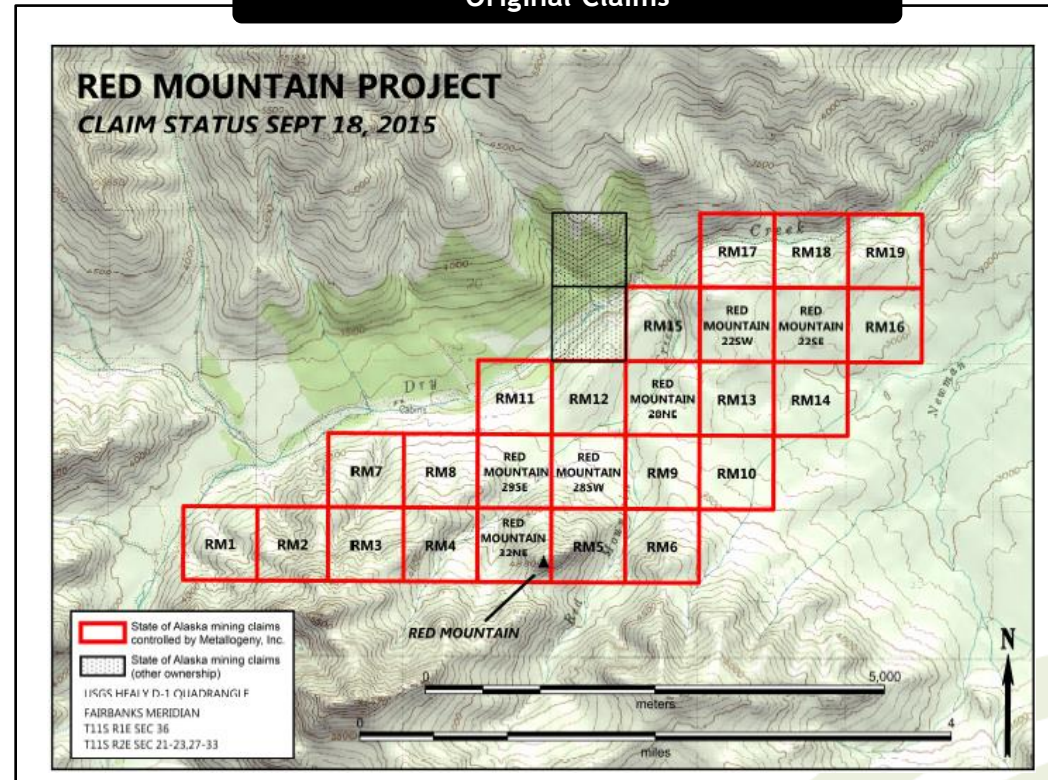 Original Claims
RED MOUNTAIN PROJECT
CLAIM STATUS SEPT 18, 2015
Creek
RM17
RM18
RM19
RM15
RED
MOUNTAIN
22SW
RED
MOUNTAIN
22SE
RM16
Dry
Cabins
RM11
RM12
RED
MOUNTAIN
28NE
RM13
RM14
Newman
RM7
RM8
RED
MOUNTAIN
29SE
RED
MOUNTAIN
28SW
RM9
RM10
RM1
RM2
RM3
RM4
RED
MOUNTAIN
32NE
RM5
RM6
Red
RED MOUNTAIN
State of Alaska mining claims
controlled by Metallogeny, Inc.
State of Alaska mining claims
(other ownership)
USGS HEALY D-1 QUADRANGLE
FAIRBANKS MERIDIAN
T11S R1E SEC 36
T11S R2E SEC 21-23,27-33
N
0
5,000
meters
0
4
miles